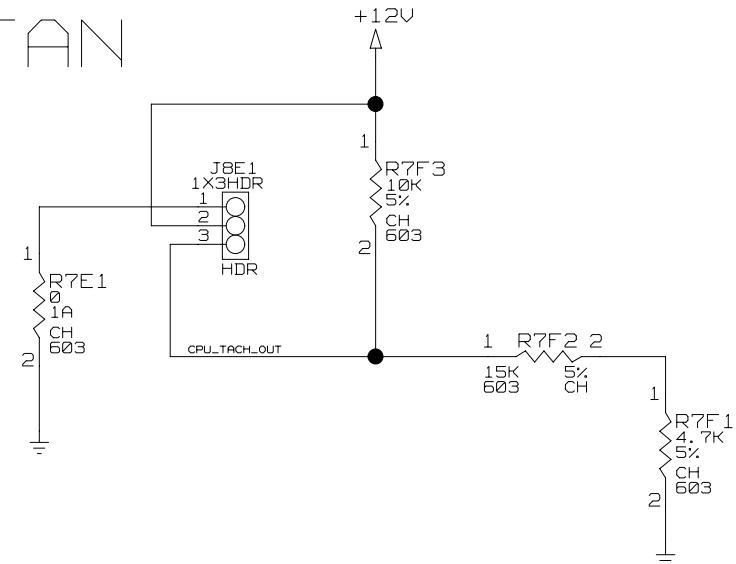 AN
+12V
J8E1
1X3HDR
1
2
3
HDR
1
R7F3
10K
5%
CH
603
2
1
R7E1
0
1A
CH
603
2
CPU_TACH_OUT
1 R7F2 2
15K 5%
603 CH
1
R7F1
4.7K
5%
CH
603
2